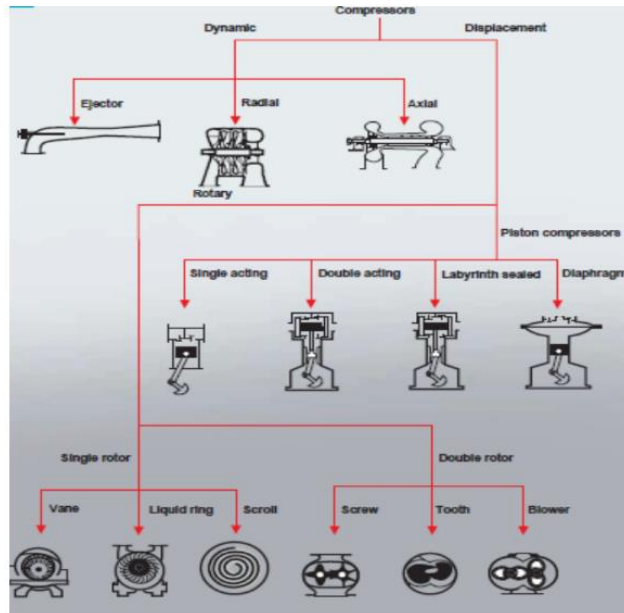 Compressors
Dynamic
Displacement
Ejector
Radial
Axial
Rotary
Piston compressors
Single acting
Double acting
Labyrinth sealed
Diaphragm
Single rotor
Double rotor
Vane
Liquid ring
Scroll
Screw
Tooth
Blower